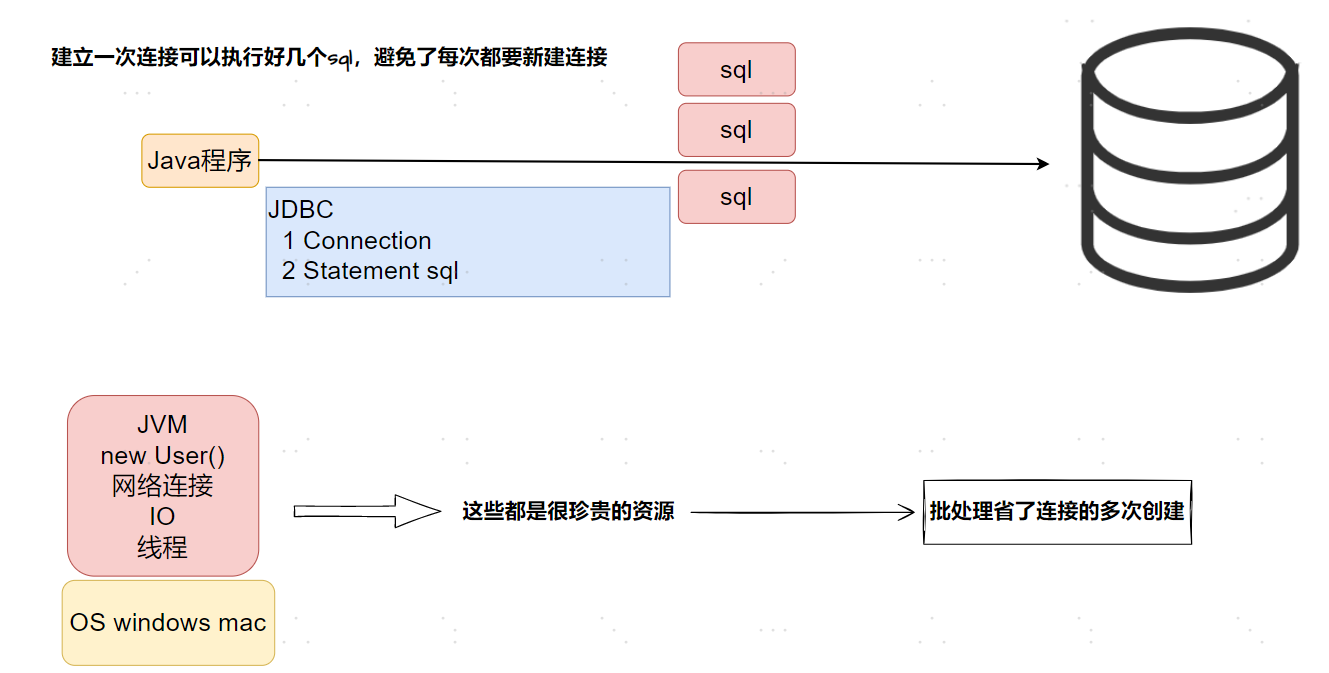 建立一次连接可以执行好几个sql，避免了每次都要新建连接
sql
sql
Java程序
sql
JDBC
1 Connection
2 Statement sql
JVM
new User()
网络连接
IO
线程
这些都是很珍贵的资源
批处理省了连接的多次创建
OS windows mac